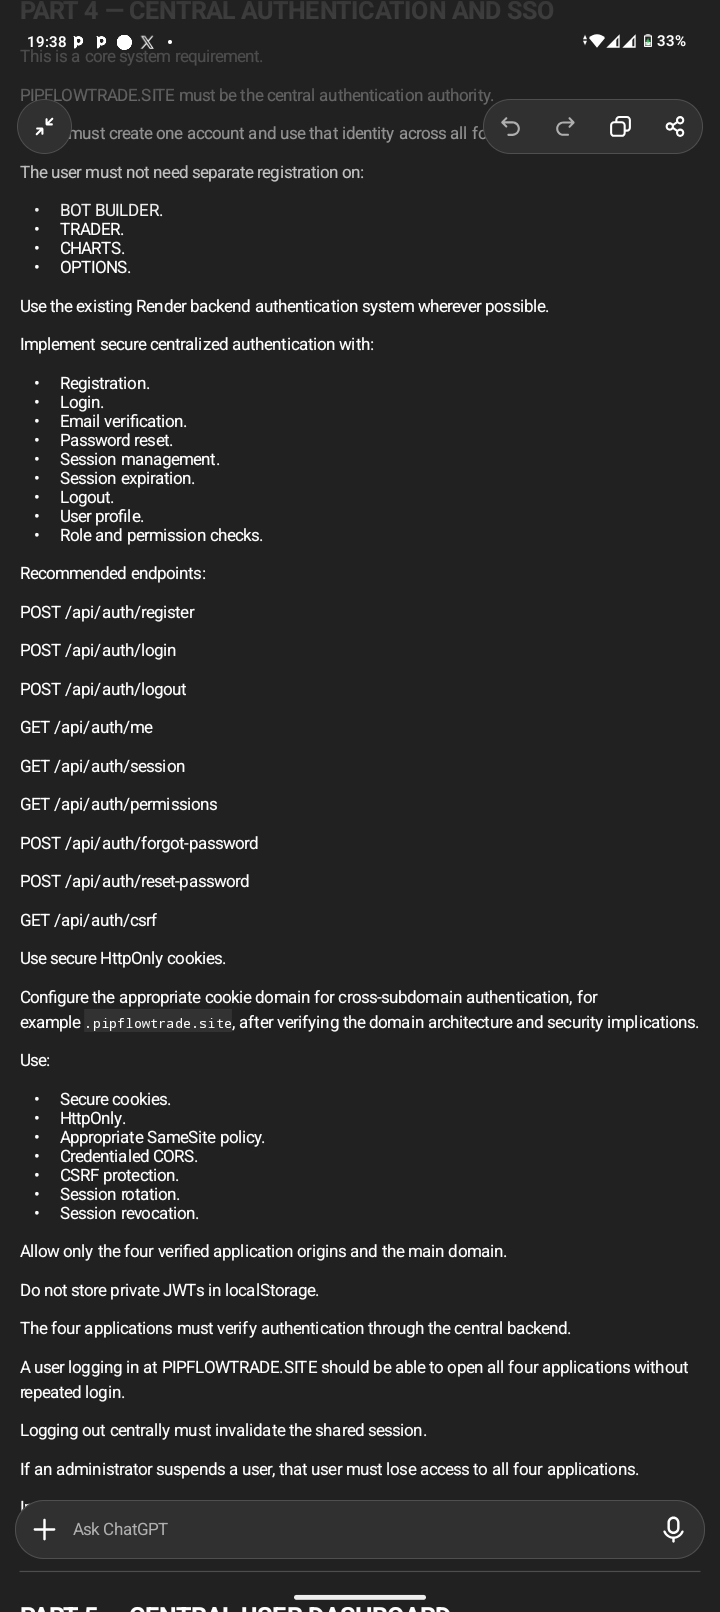 PART 4 — CENTRAL AUTHENTICATION AND SSO
19:38
33%
This is a core system requirement.
PIPFLOWTRADE.SITE must be the central authentication authority.
must create one account and use that identity across all
The user must not need separate registration on:
• BOT BUILDER.
• TRADER.
• CHARTS.
• OPTIONS.
Use the existing Render backend authentication system wherever possible.
Implement secure centralized authentication with:
• Registration.
• Login.
• Email verification.
• Password reset.
• Session management.
• Session expiration.
• Logout.
• User profile.
• Role and permission checks.
Recommended endpoints:
POST /api/auth/register
POST /api/auth/login
POST /api/auth/logout
GET /api/auth/me
GET /api/auth/session
GET /api/auth/permissions
POST /api/auth/forgot-password
POST /api/auth/reset-password
GET /api/auth/csrf
Use secure HttpOnly cookies.
Configure the appropriate cookie domain for cross-subdomain authentication, for
example .pipflowtrade.site, after verifying the domain architecture and security implications.
Use:
• Secure cookies.
• HttpOnly.
• Appropriate SameSite policy.
• Credentialed CORS.
• CSRF protection.
• Session rotation.
• Session revocation.
Allow only the four verified application origins and the main domain.
Do not store private JWTs in localStorage.
The four applications must verify authentication through the central backend.
A user logging in at PIPFLOWTRADE.SITE should be able to open all four applications without
repeated login.
Logging out centrally must invalidate the shared session.
If an administrator suspends a user, that user must lose access to all four applications.
Ask ChatGPT
PART 5 — CENTRAL USER DASHBOARD